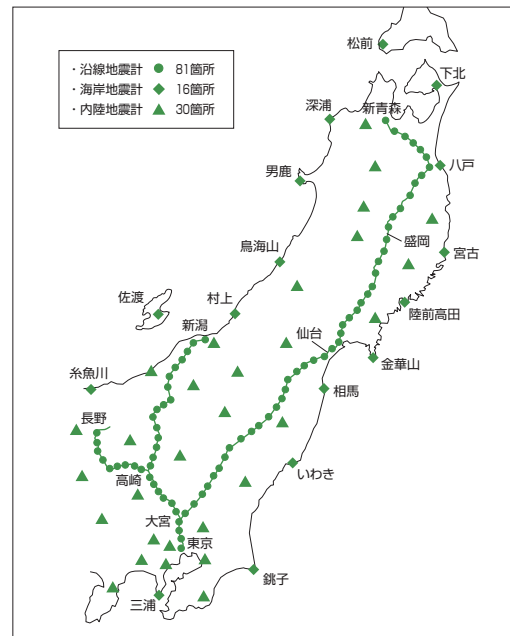 ・沿線地震計 ● 81箇所
・海岸地震計 ◆ 16箇所
・内陸地震計 ▲ 30箇所
松前
下北
深浦
新青森
八戸
男鹿
盛岡
宮古
鳥海山
佐渡
村上
陸前高田
新潟
仙台
金華山
糸魚川
相馬
長野
いわき
高崎
大宮
東京
銚子
三浦